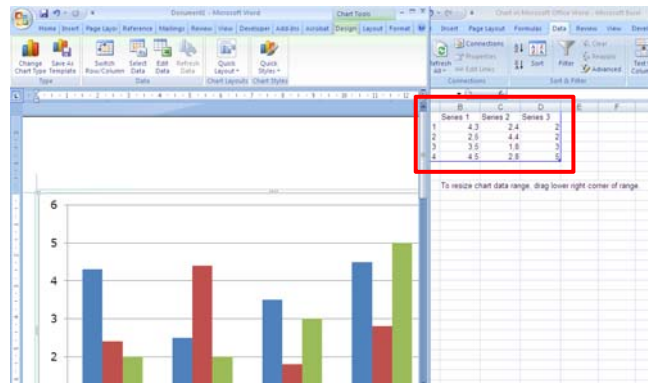 Document1 - Microsoft Word
Chart Tools
Chart in Microsoft Office Word - Microsoft Excel
Home Insert Page Layou Reference Mailings Review View Developer Add-Ins Acrobat Design Layout Format
Insert Page Layout Formulas Data Review View
Change Chart Type
Save As Template
Switch Row/Column
Select Data
Edit Data
Refresh Data
Quick Layout
Quick Styles
Type
Data
Chart Layouts
Chart Styles
Connections
Properties
Edit Links
Sort
Filter
Clear
Reapply
Advanced
Connections
Sort & Filter
B C D E F
Series 1 Series 2 Series 3
1 4.3 2.4 2
2 2.5 4.4 2
3 3.5 1.8 3
4 4.5 2.8 5
To resize chart data range, drag lower right corner of range.
6
5
4
3
2